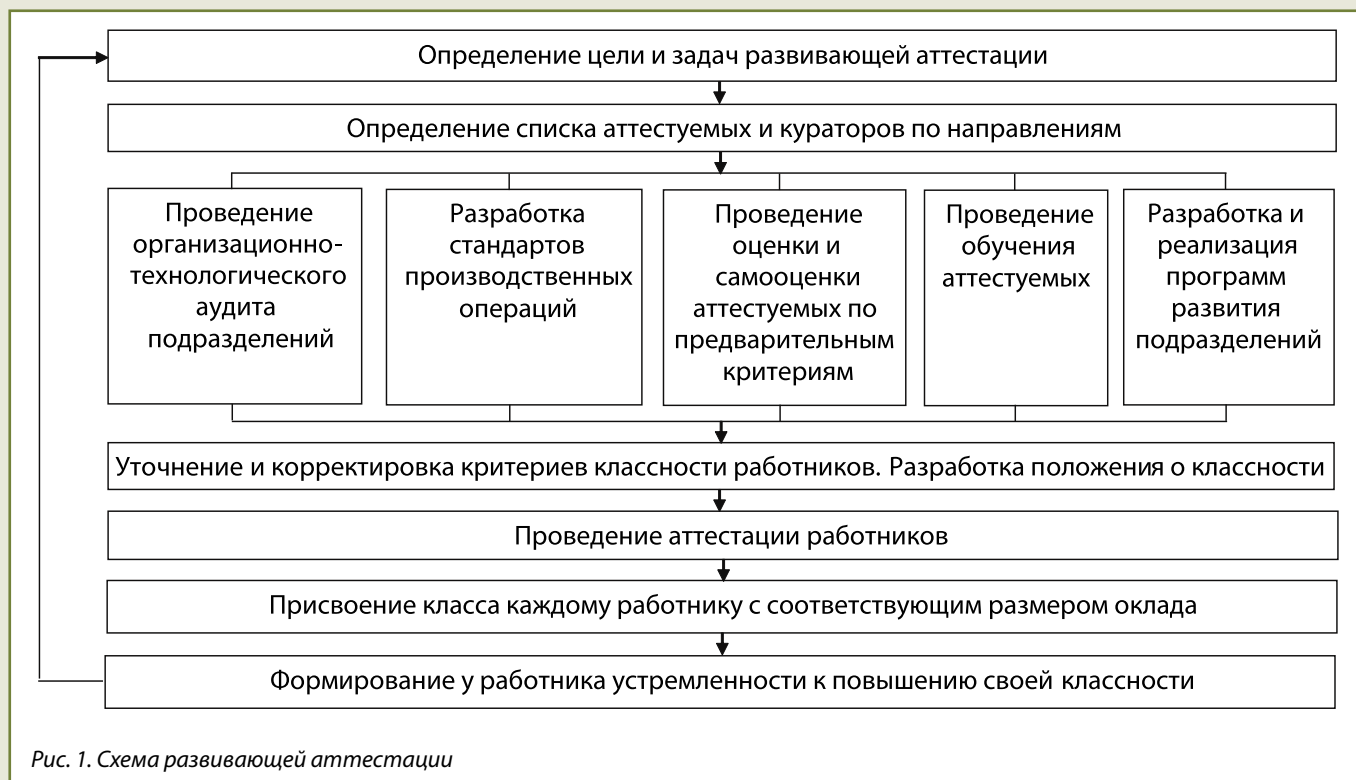 Определение цели и задач развивающей аттестации
Определение списка аттестуемых и кураторов по направлениям
Проведение
организационно-
технологического
аудита
подразделений
Разработка
стандартов
производственных
операций
Проведение
оценки и
самооценки
аттестуемых по
предварительным
критериям
Проведение
обучения
аттестуемых
Разработка и
реализация
программ
развития
подразделений
Уточнение и корректировка критериев классности работников. Разработка положения о классности
Проведение аттестации работников
Присвоение класса каждому работнику с соответствующим размером оклада
Формирование у работника устремленности к повышению своей классности
Рис. 1. Схема развивающей аттестации